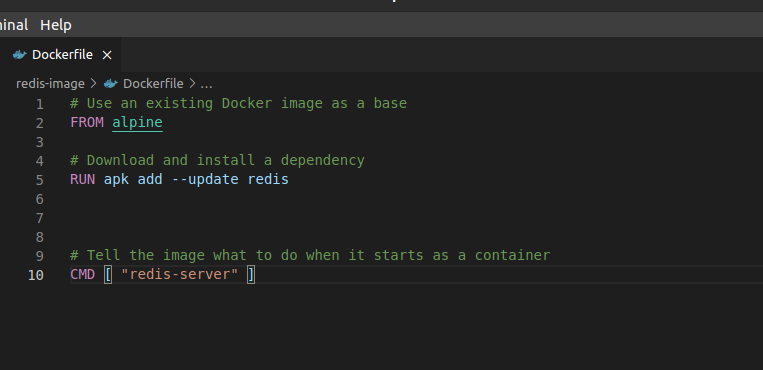 minal Help
Dockerfile ×
redis-image > Dockerfile > ...
1 # Use an existing Docker image as a base
2 FROM alpine
3
4 # Download and install a dependency
5 RUN apk add --update redis
6
7
8
9 # Tell the image what to do when it starts as a container
10 CMD [ "redis-server" ]